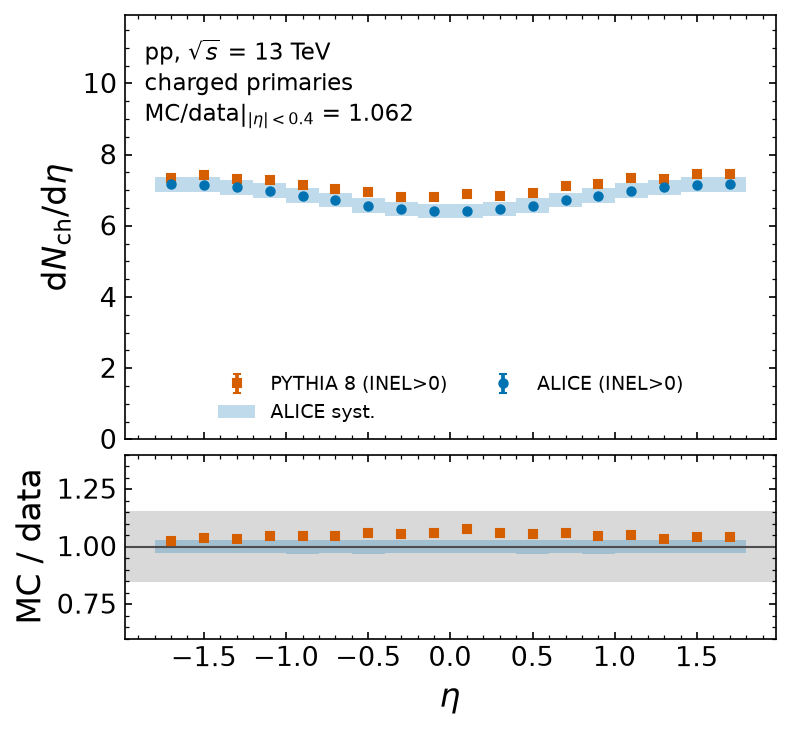 pp, √s = 13 TeV
charged primaries
MC/data||η|<0.4 = 1.062
dNch/dη
10
8
6
4
2
0
PYTHIA 8 (INEL>0)
ALICE (INEL>0)
ALICE syst.
MC / data
1.25
1.00
0.75
−1.5 −1.0 −0.5 0.0 0.5 1.0 1.5
η